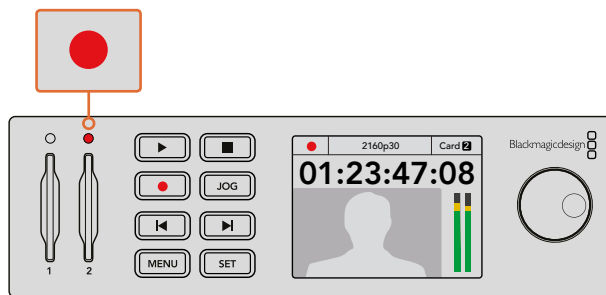 2160p30
Card 2
01:23:47:08
Blackmagicdesign
JOG
MENU
SET
1
2